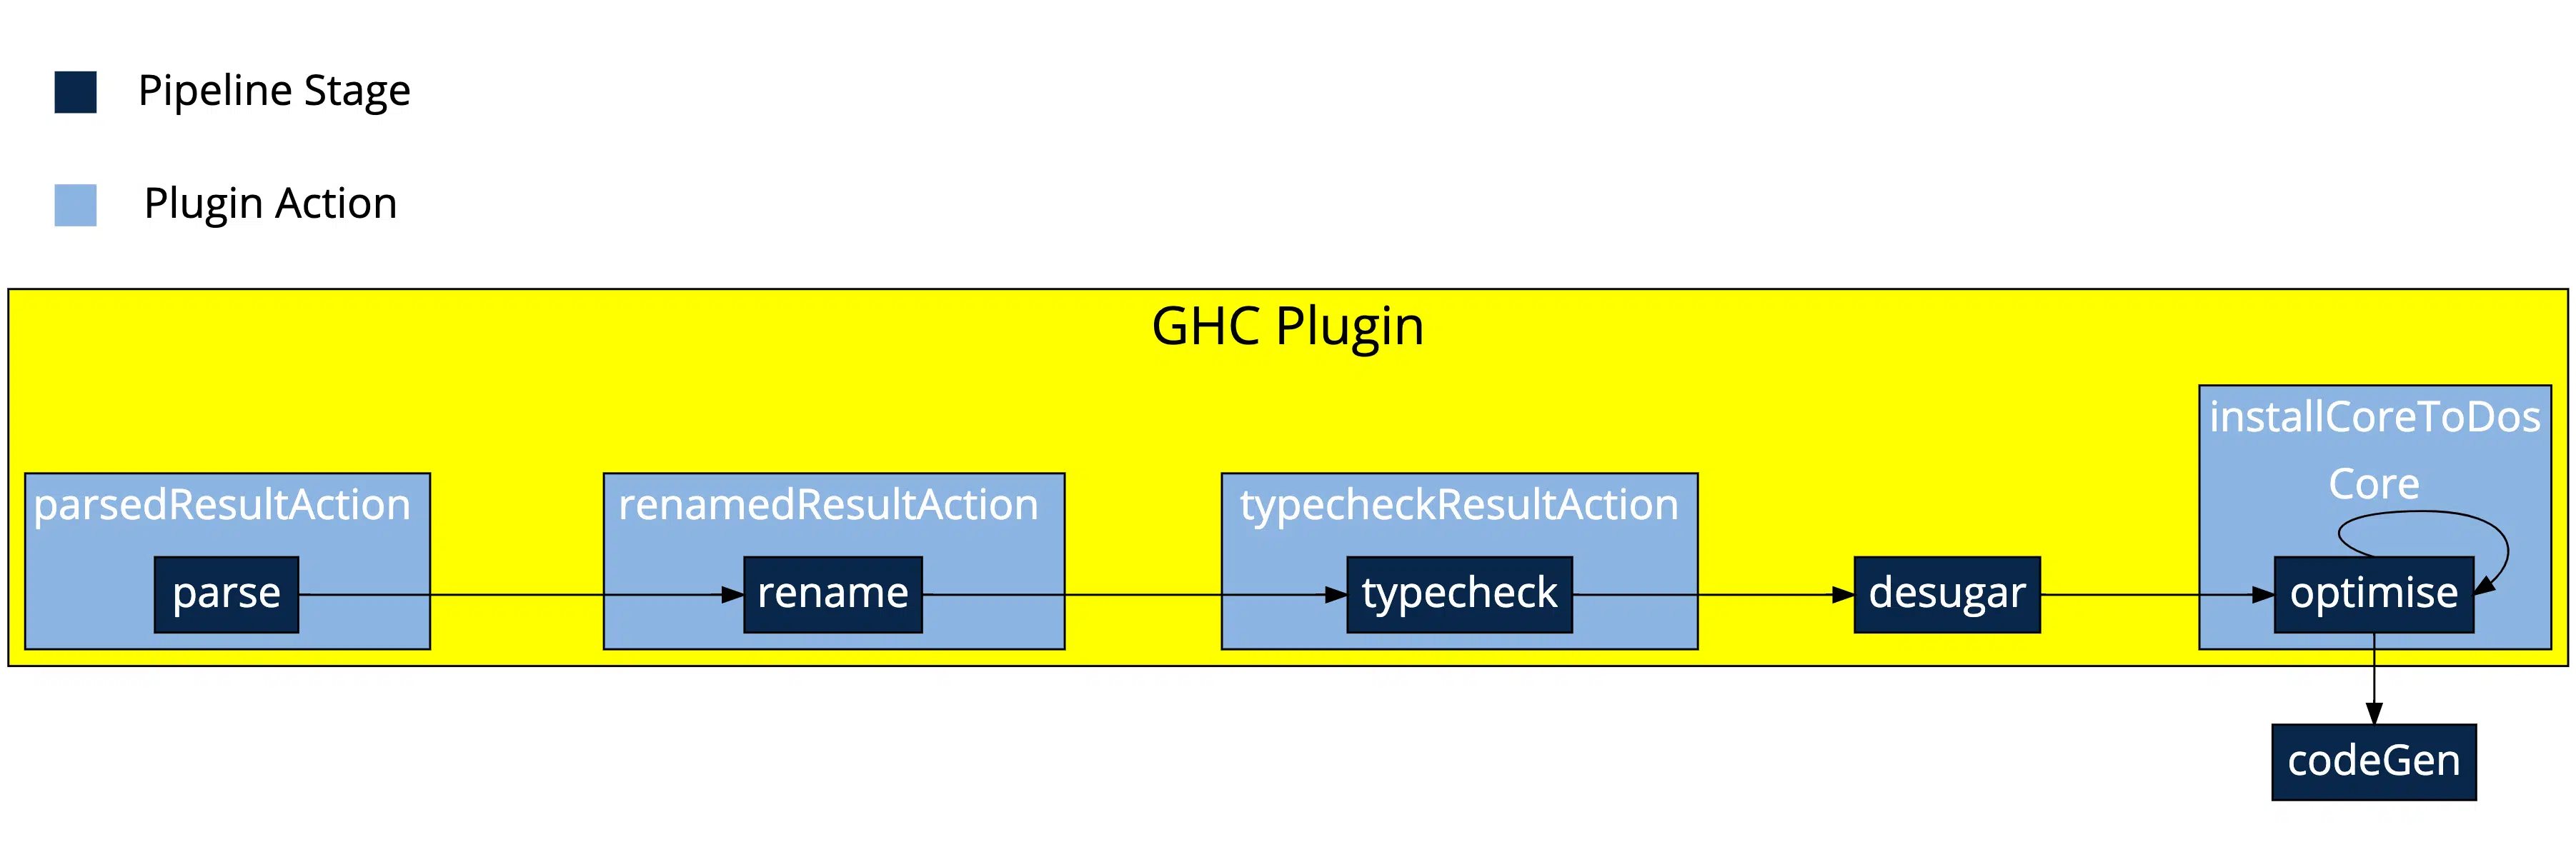 Pipeline Stage
Plugin Action
GHC Plugin
installCoreToDos
Core
parsedResultAction
renamedResultAction
typecheckResultAction
parse
rename
typecheck
desugar
optimise
codeGen